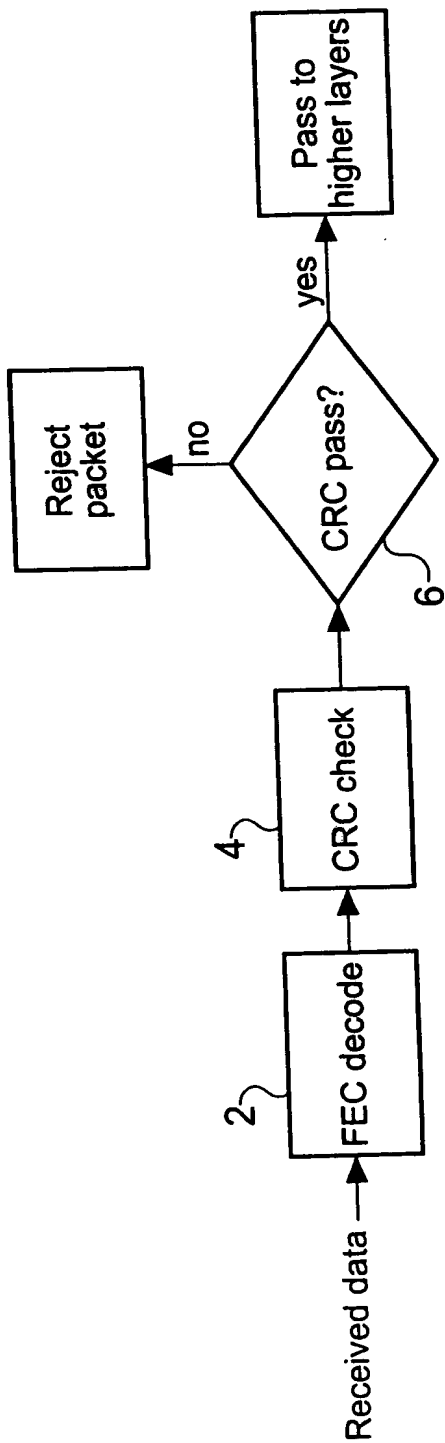 Received data
2
FEC decode
4
CRC check
6
CRC pass?
no
Reject
packet
yes
Pass to
higher layers